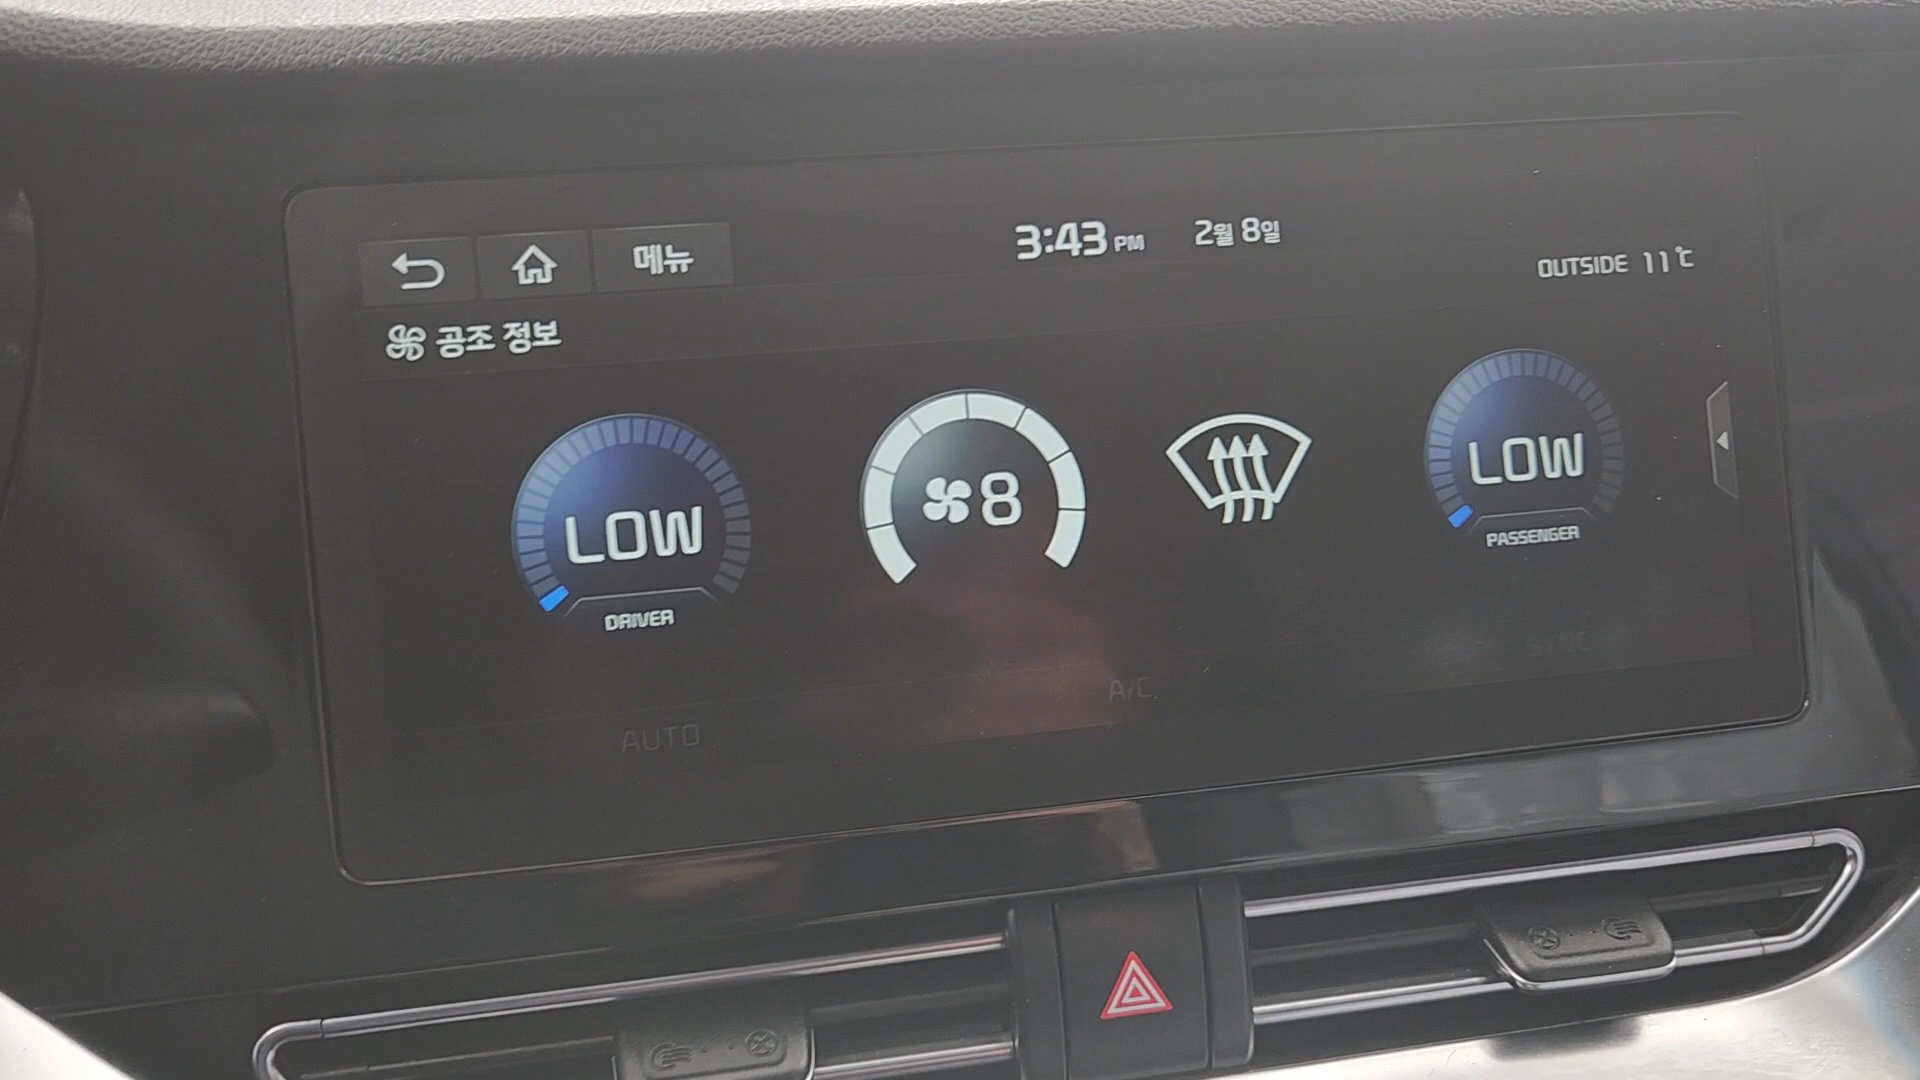 메뉴
3:43 PM 2월 8일
OUTSIDE 11℃
공조 정보
LOW
DRIVER
8
LOW
PASSENGER
AUTO
A/C
SYNC